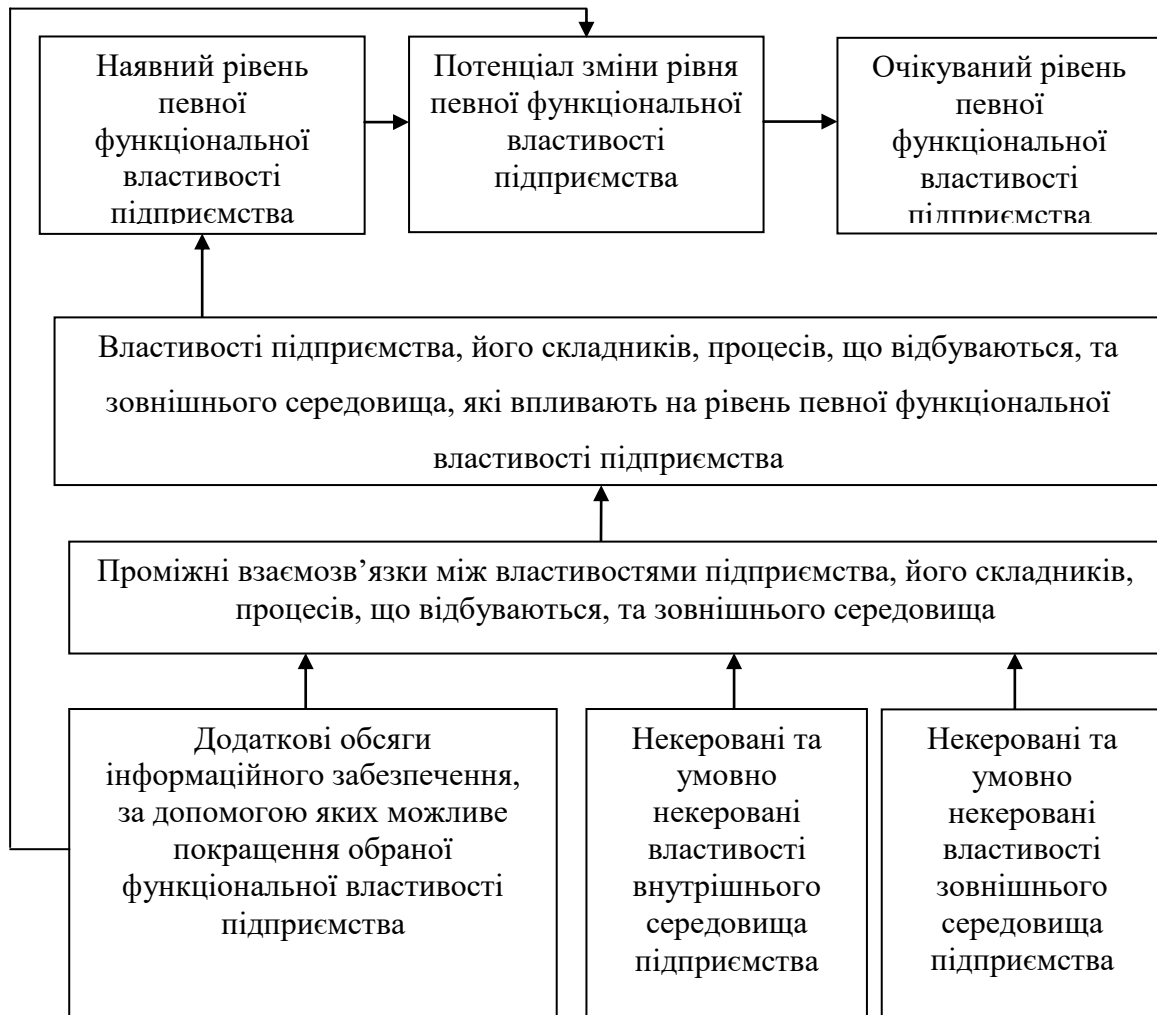 Наявний рівень
певної
функціональної
властивості
підприємства
Потенціал зміни рівня
певної функціональної
властивості
підприємства
Очікуваний рівень
певної
функціональної
властивості
підприємства
Властивості підприємства, його складників, процесів, що відбуваються, та
зовнішнього середовища, які впливають на рівень певної функціональної
властивості підприємства
Проміжні взаємозв’язки між властивостями підприємства, його складників,
процесів, що відбуваються, та зовнішнього середовища
Додаткові обсяги
інформаційного забезпечення,
за допомогою яких можливе
покращення обраної
функціональної властивості
підприємства
Некеровані та
умовно
некеровані
властивості
внутрішнього
середовища
підприємства
Некеровані та
умовно
некеровані
властивості
зовнішнього
середовища
підприємства